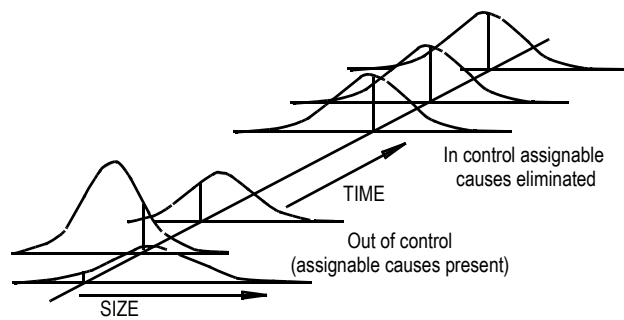 In control assignable
causes eliminated
TIME
Out of control
(assignable causes present)
SIZE